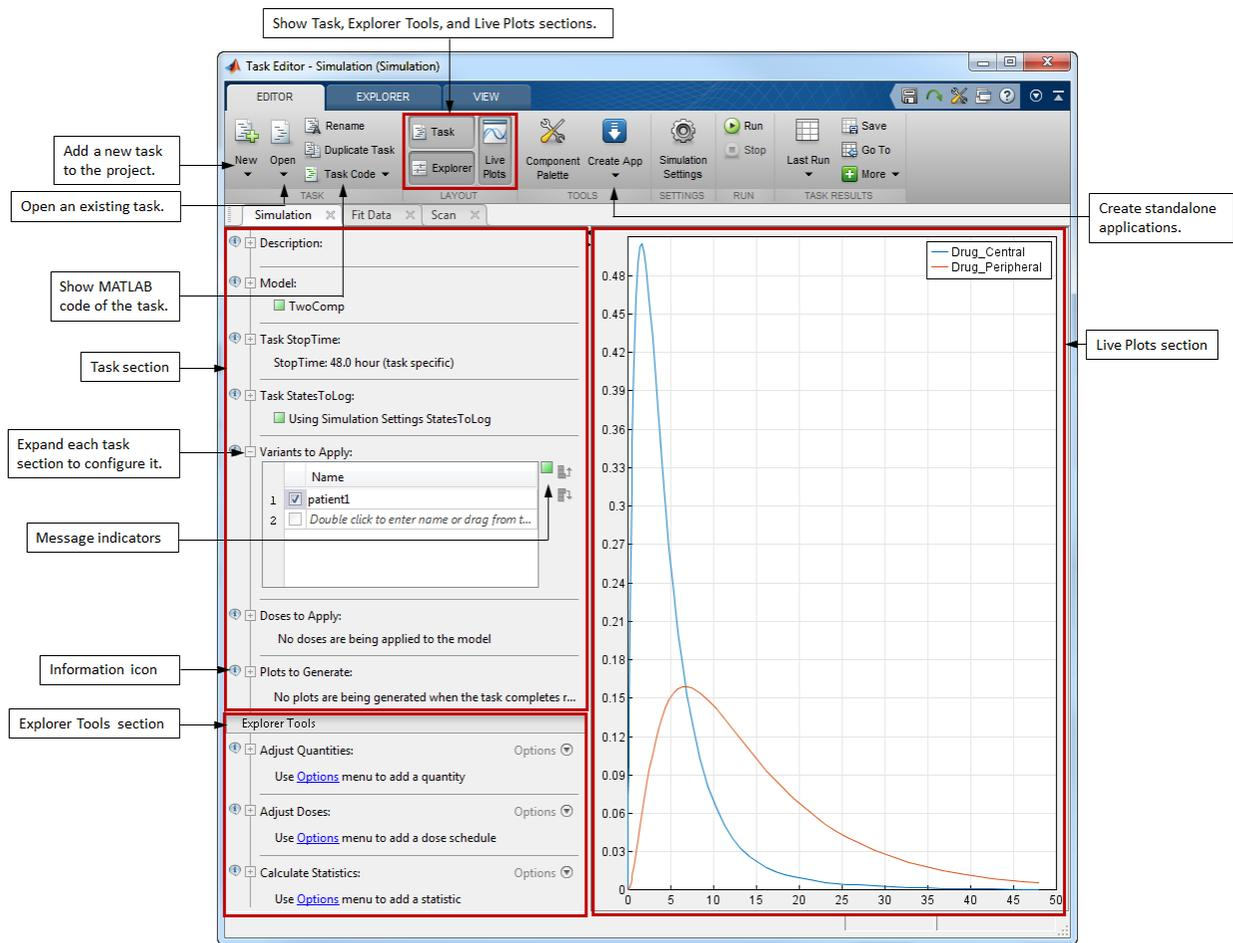 Show Task, Explorer Tools, and Live Plots sections.
Task Editor - Simulation (Simulation)
EDITOR
EXPLORER
VIEW
New
Open
Rename
Duplicate Task
Task Code
TASK
Task
Explorer
Live
Plots
LAYOUT
Component
Palette
Create App
TOOLS
Simulation
Settings
SETTINGS
Run
Stop
RUN
Last Run
Save
Go To
More
TASK RESULTS
Add a new task
to the project.
Open an existing task.
Show MATLAB
code of the task.
Task section
Expand each task
section to configure it.
Message indicators
Information icon
Explorer Tools section
Simulation
Fit Data
Scan
Description:
Model:
TwoComp
Task StopTime:
StopTime: 48.0 hour (task specific)
Task StatesToLog:
Using Simulation Settings StatesToLog
Variants to Apply:
Name
1 patient1
2 Double click to enter name or drag from t...
Doses to Apply:
No doses are being applied to the model
Plots to Generate:
No plots are being generated when the task completes r...
Explorer Tools
Adjust Quantities: Options
Use Options menu to add a quantity
Adjust Doses: Options
Use Options menu to add a dose schedule
Calculate Statistics: Options
Use Options menu to add a statistic
Drug_Central
Drug_Peripheral
0.48
0.45
0.42
0.39
0.36
0.33
0.3
0.27
0.24
0.21
0.18
0.15
0.12
0.09
0.06
0.03
0
0 5 10 15 20 25 30 35 40 45 50
Create standalone
applications.
Live Plots section